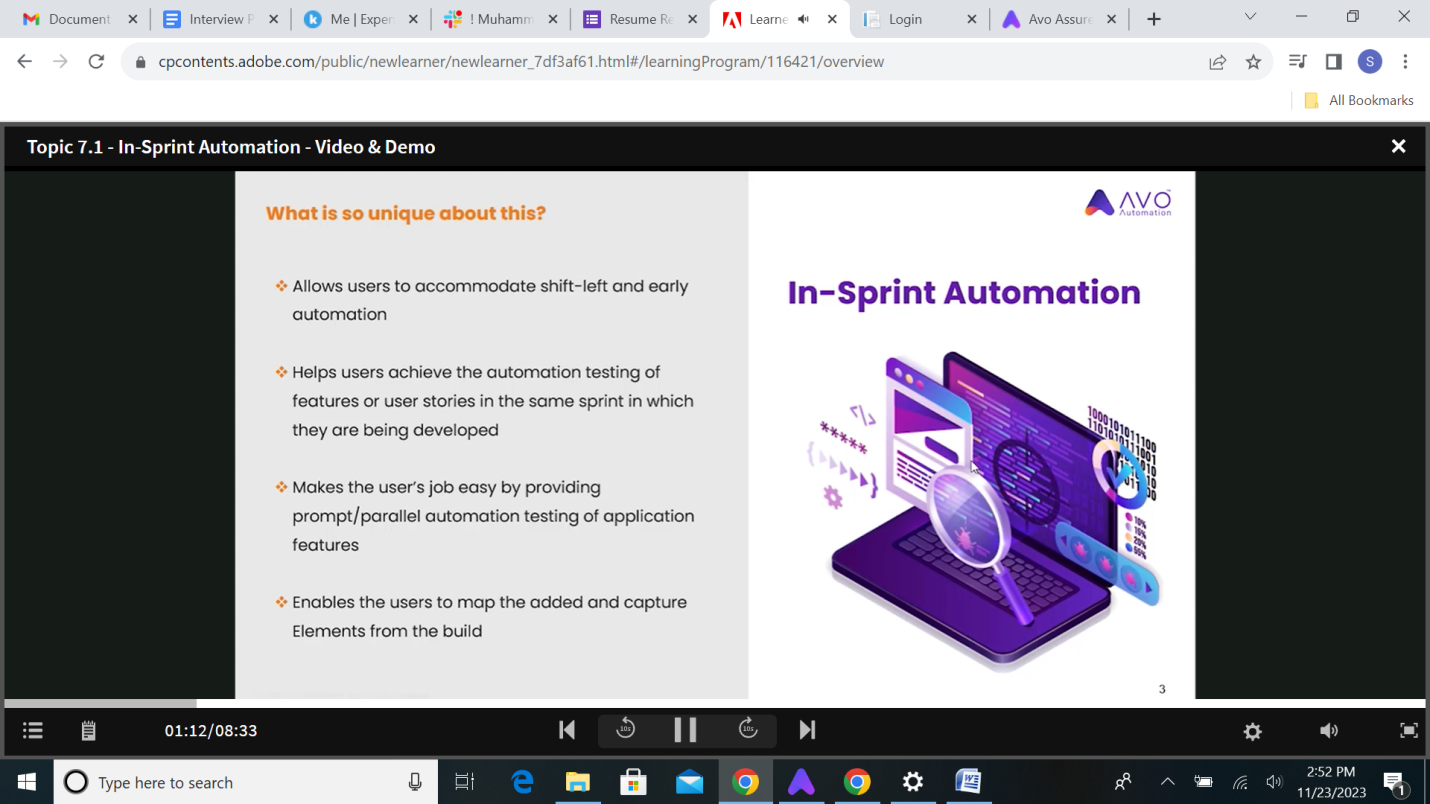 Document
Interview P
Me | Exper
! Muhamm
Resume Re
Learne
Login
Avo Assure
cpcontents.adobe.com/public/newlearner/newlearner_7df3af61.html#/learningProgram/116421/overview
S
All Bookmarks
Topic 7.1 - In-Sprint Automation - Video & Demo
What is so unique about this?
Allows users to accommodate shift-left and early
automation
Helps users achieve the automation testing of
features or user stories in the same sprint in which
they are being developed
Makes the user's job easy by providing
prompt/parallel automation testing of application
features
Enables the users to map the added and capture
Elements from the build
AVO
Automation
In-Sprint Automation
3
01:12/08:33
10s
10s
Type here to search
2:52 PM
11/23/2023
1